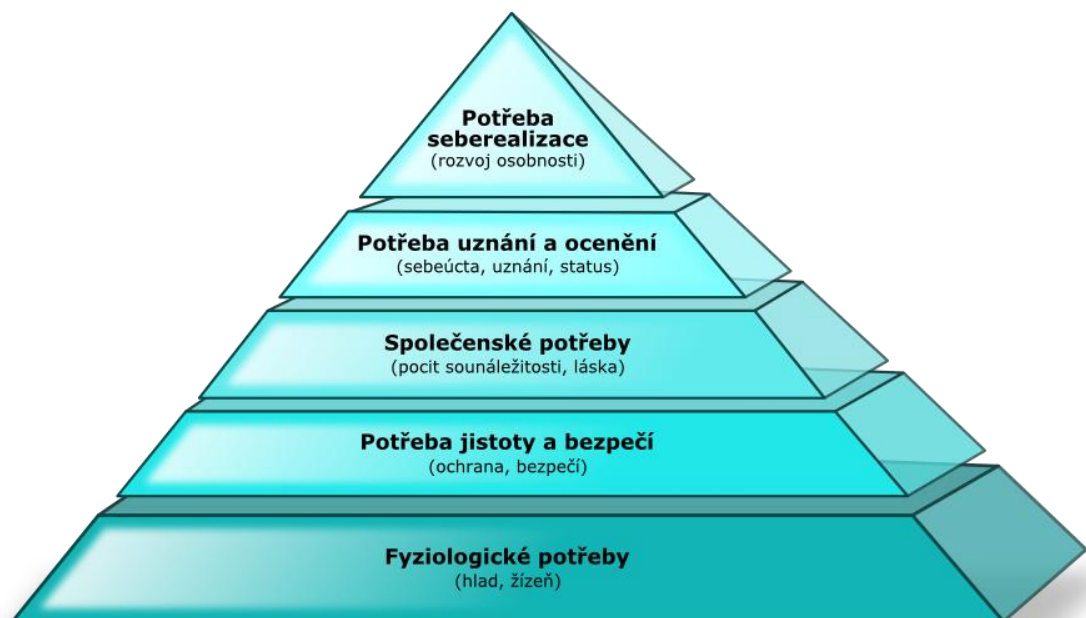 Potřeba
seberealizace
(rozvoj osobnosti)
Potřeba uznání a ocenění
(sebeúcta, uznání, status)
Společenské potřeby
(pocit sounáležitosti, láska)
Potřeba jistoty a bezpečí
(ochrana, bezpečí)
Fyziologické potřeby
(hlad, žízeň)